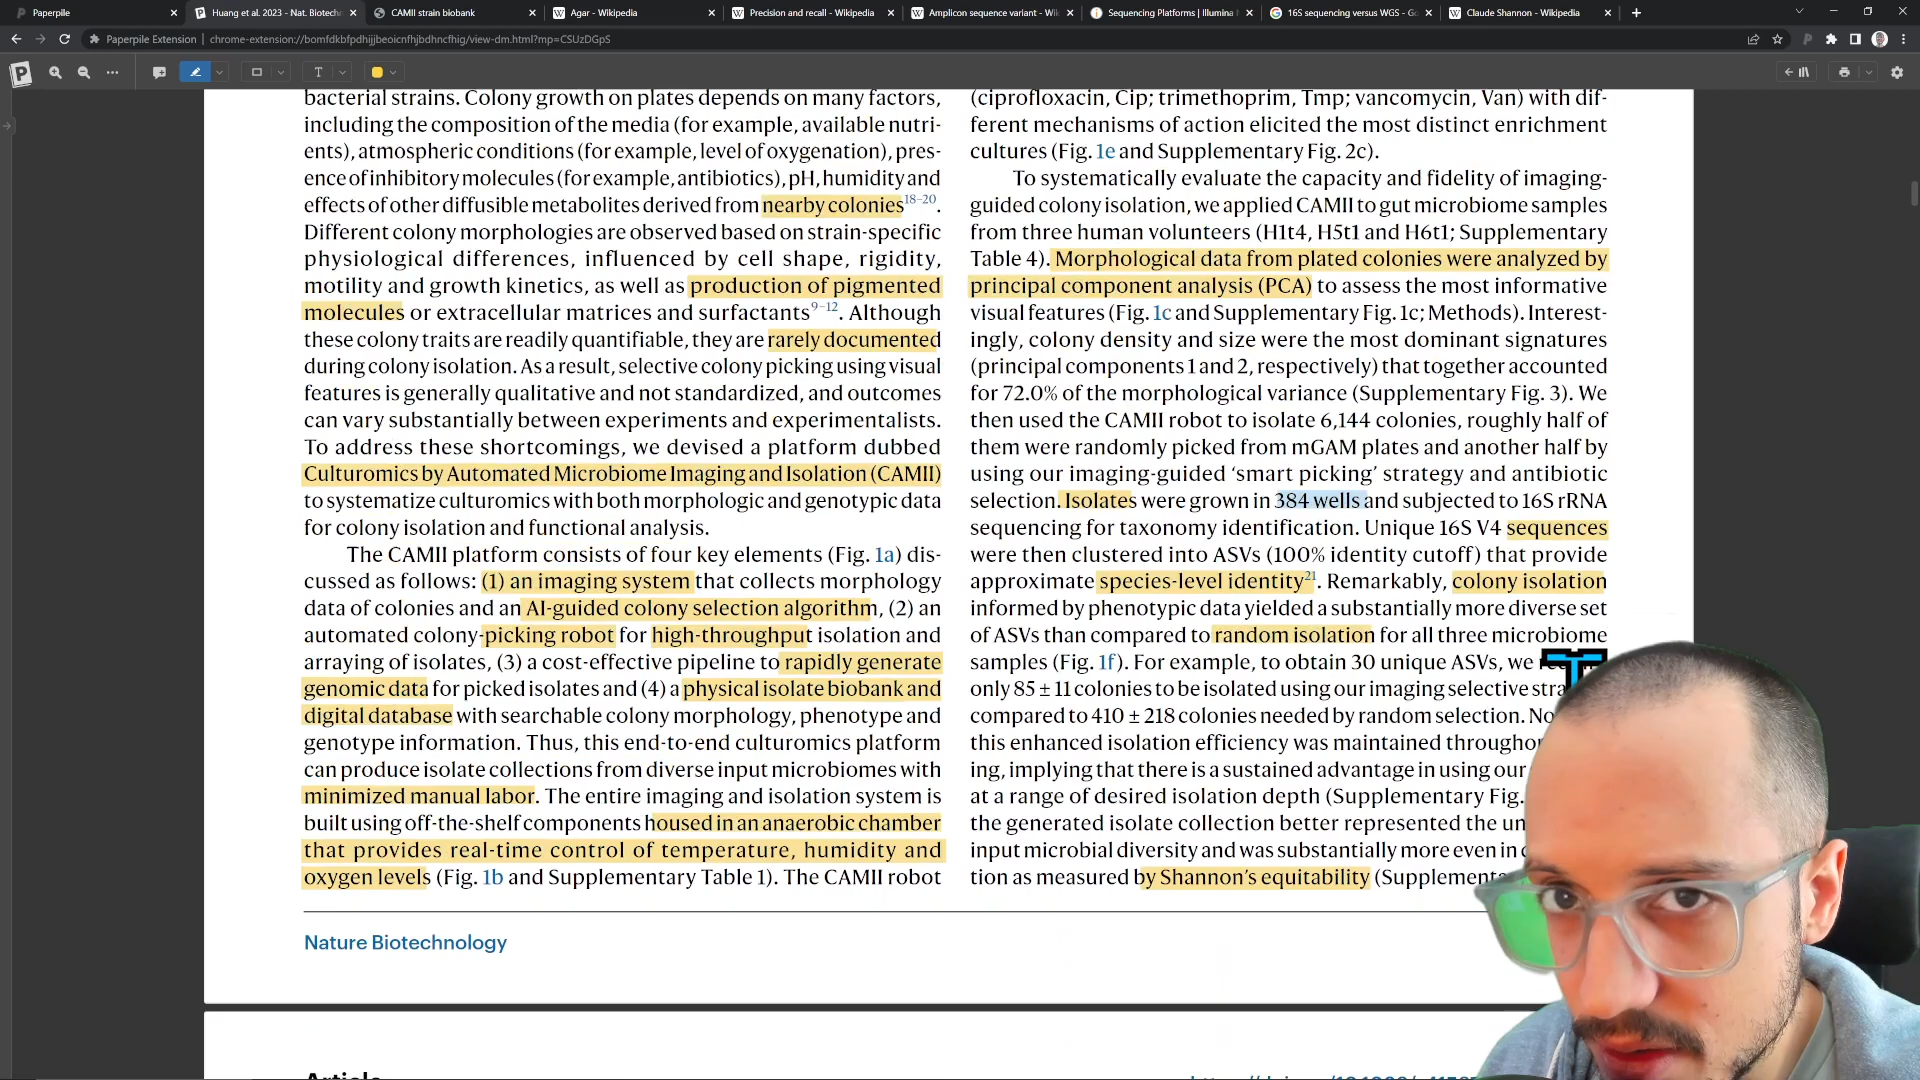 Paperpile
Huang et al. 2023 - Nat. Biotechn
CAMII strain biobank
Agar - Wikipedia
Precision and recall - Wikipedia
Amplicon sequence variant - Wik
Sequencing Platforms | Illumina
16S sequencing versus WGS - Go
Claude Shannon - Wikipedia
Paperpile Extension
chrome-extension://bomfdkbfpdhijjbeoicnfhjbdhncfhig/view-dm.html?mp=CSUzDGpS
bacterial strains. Colony growth on plates depends on many factors,
including the composition of the media (for example, available nutri-
ents), atmospheric conditions (for example, level of oxygenation), pres-
ence of inhibitory molecules (for example, antibiotics), pH, humidity and
effects of other diffusible metabolites derived from nearby colonies18–20.
Different colony morphologies are observed based on strain-specific
physiological differences, influenced by cell shape, rigidity,
motility and growth kinetics, as well as production of pigmented
molecules or extracellular matrices and surfactants9–12. Although
these colony traits are readily quantifiable, they are rarely documented
during colony isolation. As a result, selective colony picking using visual
features is generally qualitative and not standardized, and outcomes
can vary substantially between experiments and experimentalists.
To address these shortcomings, we devised a platform dubbed
Culturomics by Automated Microbiome Imaging and Isolation (CAMII)
to systematize culturomics with both morphologic and genotypic data
for colony isolation and functional analysis.
The CAMII platform consists of four key elements (Fig. 1a) dis-
cussed as follows: (1) an imaging system that collects morphology
data of colonies and an AI-guided colony selection algorithm, (2) an
automated colony-picking robot for high-throughput isolation and
arraying of isolates, (3) a cost-effective pipeline to rapidly generate
genomic data for picked isolates and (4) a physical isolate biobank and
digital database with searchable colony morphology, phenotype and
genotype information. Thus, this end-to-end culturomics platform
can produce isolate collections from diverse input microbiomes with
minimized manual labor. The entire imaging and isolation system is
built using off-the-shelf components housed in an anaerobic chamber
that provides real-time control of temperature, humidity and
oxygen levels (Fig. 1b and Supplementary Table 1). The CAMII robot
(ciprofloxacin, Cip; trimethoprim, Tmp; vancomycin, Van) with dif-
ferent mechanisms of action elicited the most distinct enrichment
cultures (Fig. 1e and Supplementary Fig. 2c).
To systematically evaluate the capacity and fidelity of imaging-
guided colony isolation, we applied CAMII to gut microbiome samples
from three human volunteers (H1t4, H5t1 and H6t1; Supplementary
Table 4). Morphological data from plated colonies were analyzed by
principal component analysis (PCA) to assess the most informative
visual features (Fig. 1c and Supplementary Fig. 1c; Methods). Interest-
ingly, colony density and size were the most dominant signatures
(principal components 1 and 2, respectively) that together accounted
for 72.0% of the morphological variance (Supplementary Fig. 3). We
then used the CAMII robot to isolate 6,144 colonies, roughly half of
them were randomly picked from mGAM plates and another half by
using our imaging-guided ‘smart picking’ strategy and antibiotic
selection. Isolates were grown in 384 wells and subjected to 16S rRNA
sequencing for taxonomy identification. Unique 16S V4 sequences
were then clustered into ASVs (100% identity cutoff) that provide
approximate species-level identity21. Remarkably, colony isolation
informed by phenotypic data yielded a substantially more diverse set
of ASVs than compared to random isolation for all three microbiome
samples (Fig. 1f). For example, to obtain 30 unique ASVs, we
only 85 ± 11 colonies to be isolated using our imaging selective stra
compared to 410 ± 218 colonies needed by random selection. No
this enhanced isolation efficiency was maintained througho
ing, implying that there is a sustained advantage in using our
at a range of desired isolation depth (Supplementary Fig.
the generated isolate collection better represented the un
input microbial diversity and was substantially more even in
tion as measured by Shannon’s equitability (Supplementa
Nature Biotechnology